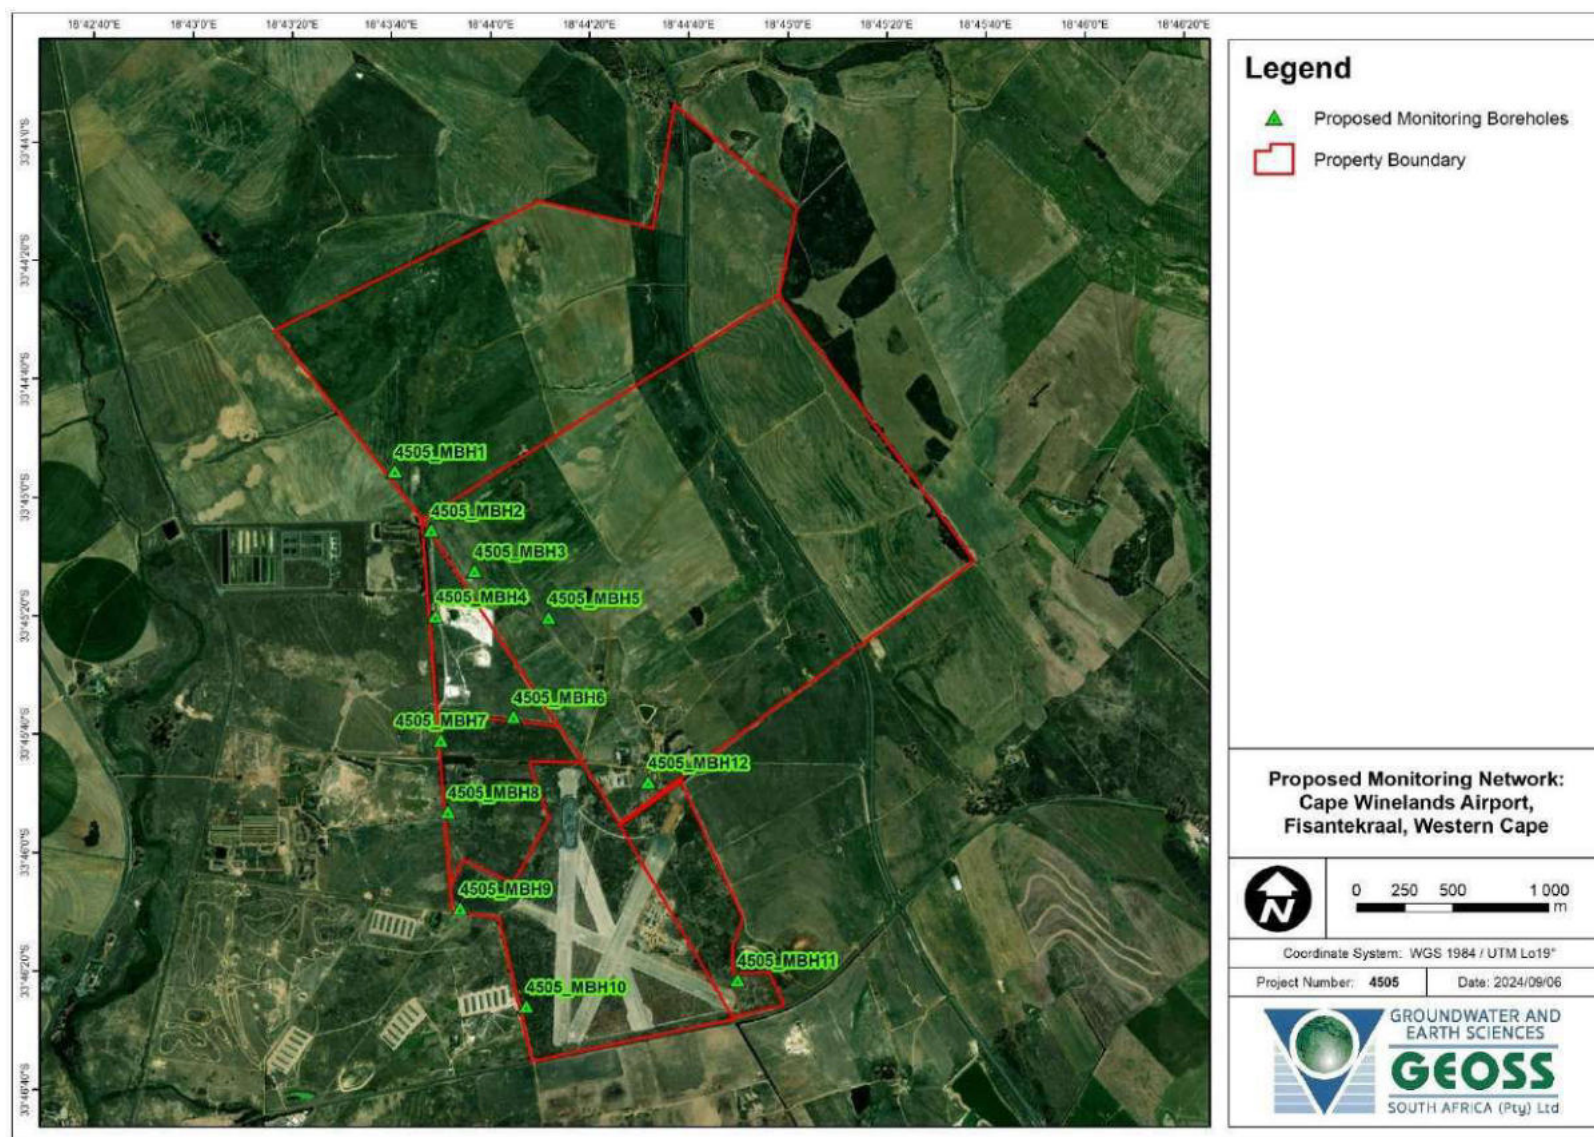 18°42'40"E 18°43'0"E 18°43'20"E 18°43'40"E 18°44'0"E 18°44'20"E 18°44'40"E 18°45'0"E 18°45'20"E 18°45'40"E 18°46'0"E 18°46'20"E
33°44'0"S
33°44'20"S
33°44'40"S
33°45'0"S
33°45'20"S
33°45'40"S
33°46'0"S
33°46'20"S
33°46'40"S
4505_MBH1
4505_MBH2
4505_MBH3
4505_MBH4
4505_MBH5
4505_MBH6
4505_MBH7
4505_MBH12
4505_MBH8
4505_MBH9
4505_MBH11
4505_MBH10
Legend
Proposed Monitoring Boreholes
Property Boundary
Proposed Monitoring Network:
Cape Winelands Airport,
Fisantekraal, Western Cape
N
0 250 500 1 000
m
Coordinate System: WGS 1984 / UTM Lo19°
Project Number: 4505 Date: 2024/09/06
GROUNDWATER AND
EARTH SCIENCES
GEOSS
SOUTH AFRICA (Pty) Ltd